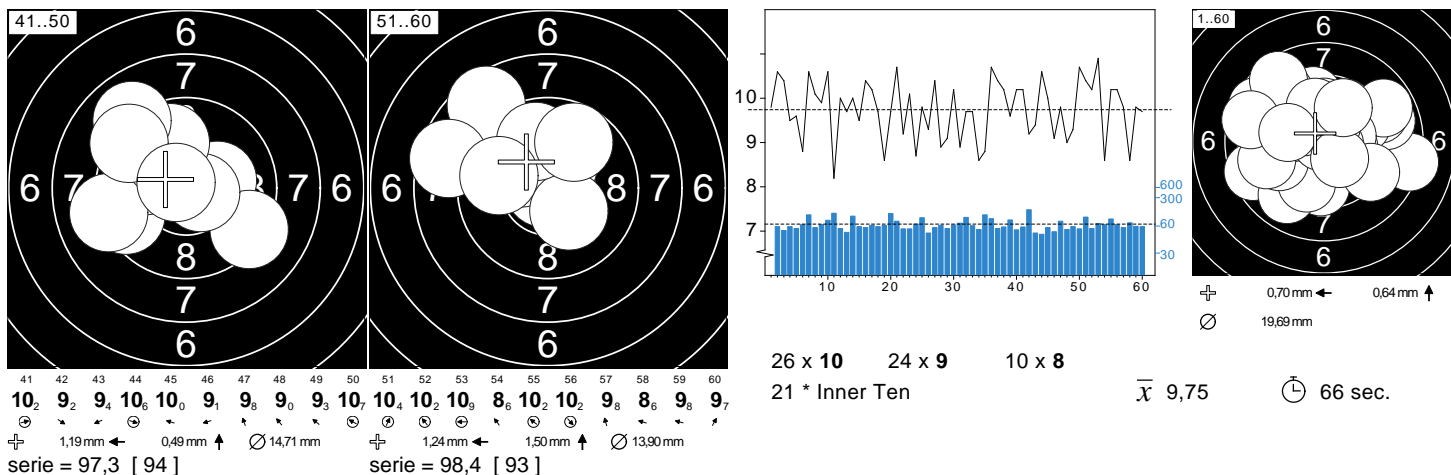 41..50
6
7
6 7 8 7 6
8
7
6
41 42 43 44 45 46 47 48 49 50
10₂ 9₂ 9₄ 10₆ 10₀ 9₁ 9₈ 9₀ 9₃ 10₇
1,19 mm 0,49 mm 14,71 mm
serie = 97,3 [ 94 ]
51..60
6
7
7 8 7 6
8
7
6
51 52 53 54 55 56 57 58 59 60
10₄ 10₂ 10₉ 8₆ 10₂ 10₂ 9₈ 8₆ 9₈ 9₇
1,24 mm 1,50 mm 13,90 mm
serie = 98,4 [ 93 ]
10
9
8
7
600
300
60
30
10 20 30 40 50 60
26 x 10 24 x 9 10 x 8
21 * Inner Ten x 9,75 66 sec.
1..60
6
7
6 6
7
6
0,70 mm 0,64 mm
19,69 mm